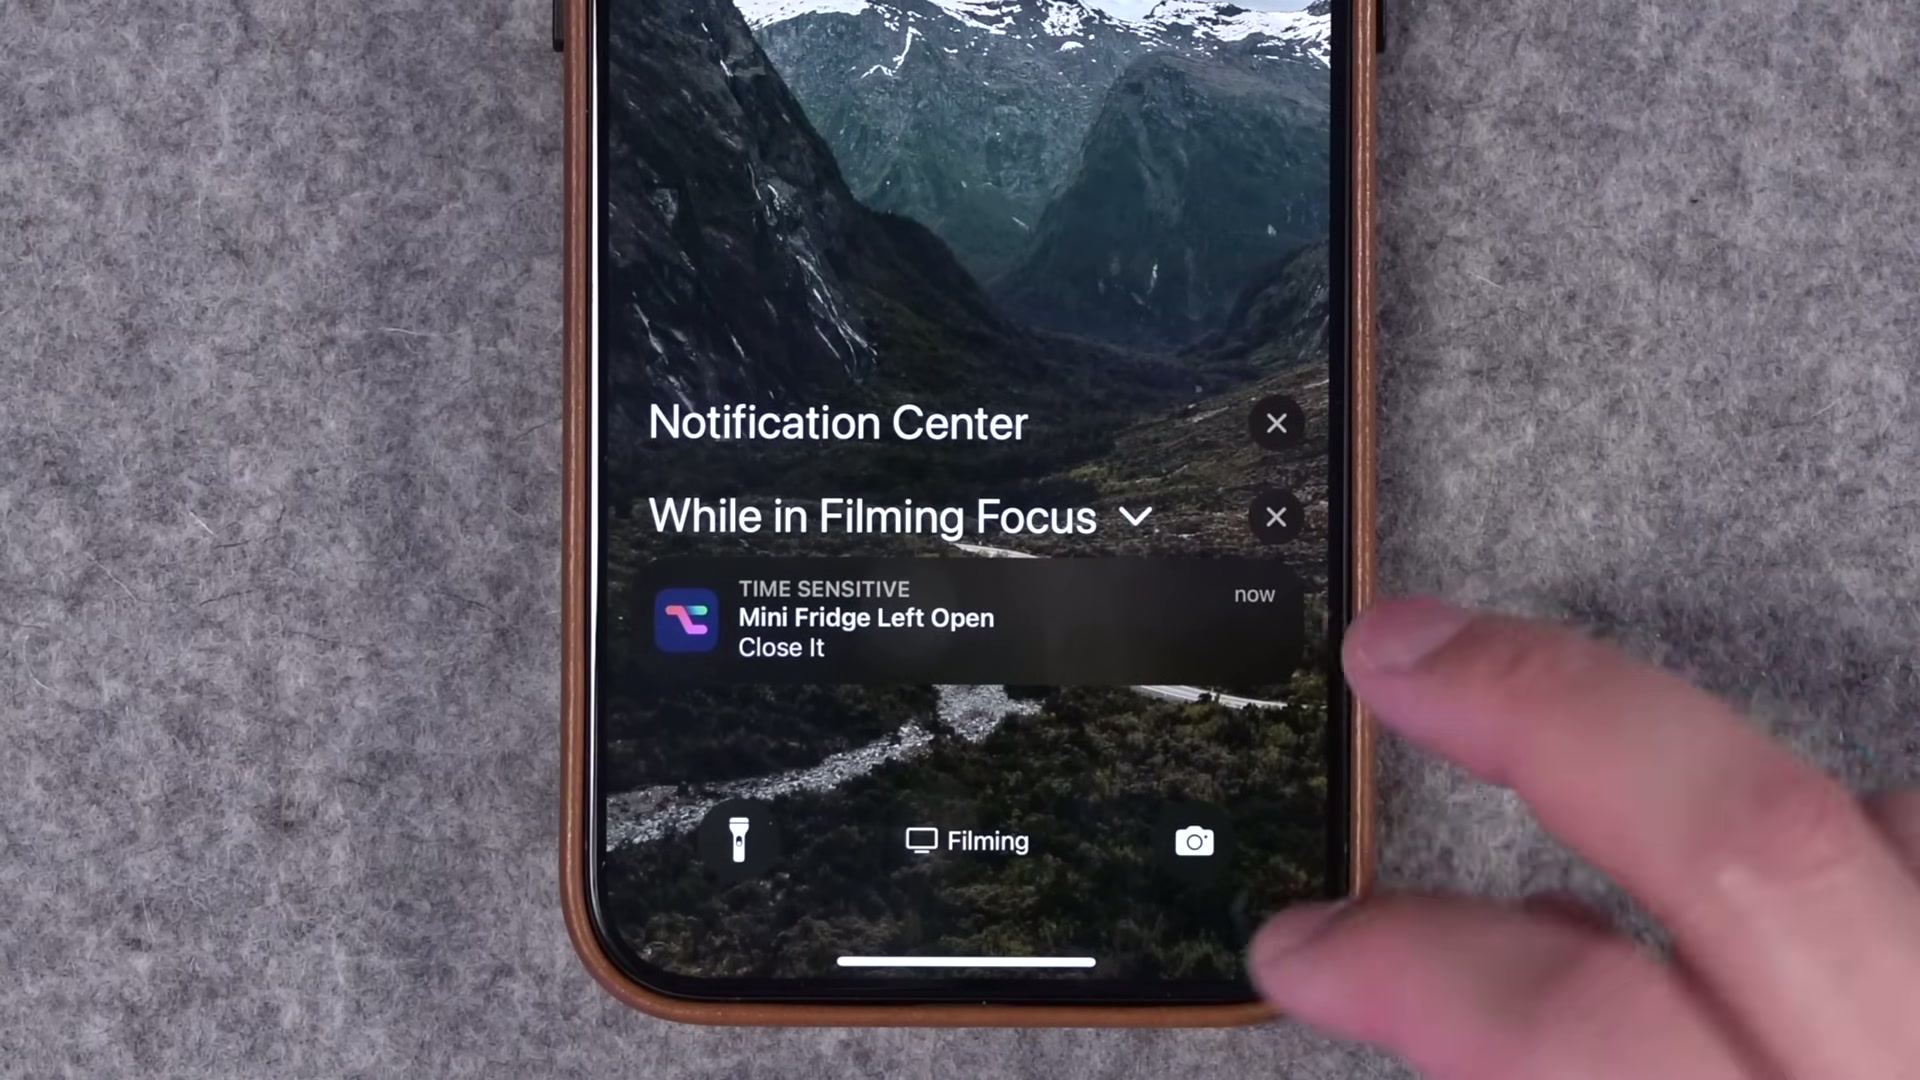 Notification Center
While in Filming Focus
TIME SENSITIVE
now
Mini Fridge Left Open
Close It
Filming